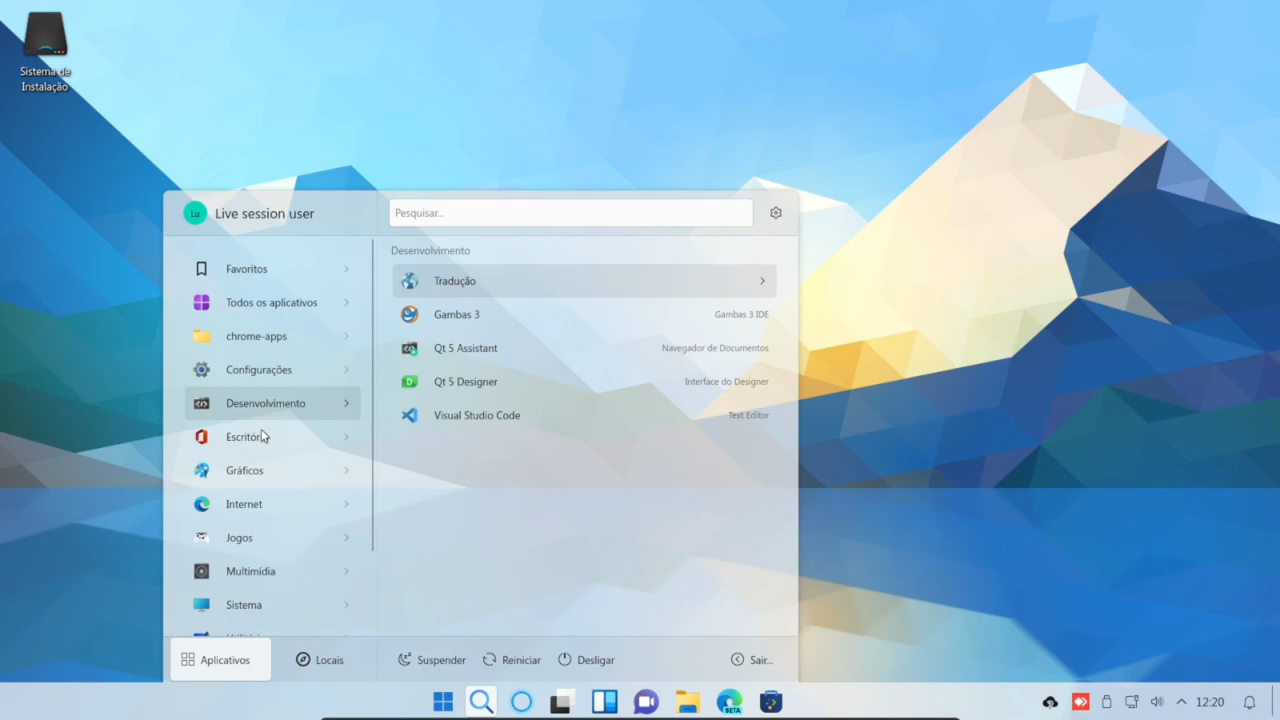 Sistema de
Instalação
Lu
Live session user
Pesquisar...
Favoritos
Todos os aplicativos
chrome-apps
Configurações
Desenvolvimento
Gráficos
Internet
Jogos
Multimídia
Sistema
Desenvolvimento
Tradução
Gambas 3
Gambas 3 IDE
Qt 5 Assistant
Navegador de Documentos
Qt 5 Designer
Interface do Designer
Visual Studio Code
Text Editor
Aplicativos
Locais
Suspender
Reiniciar
Desligar
Sair...
BETA
12:20